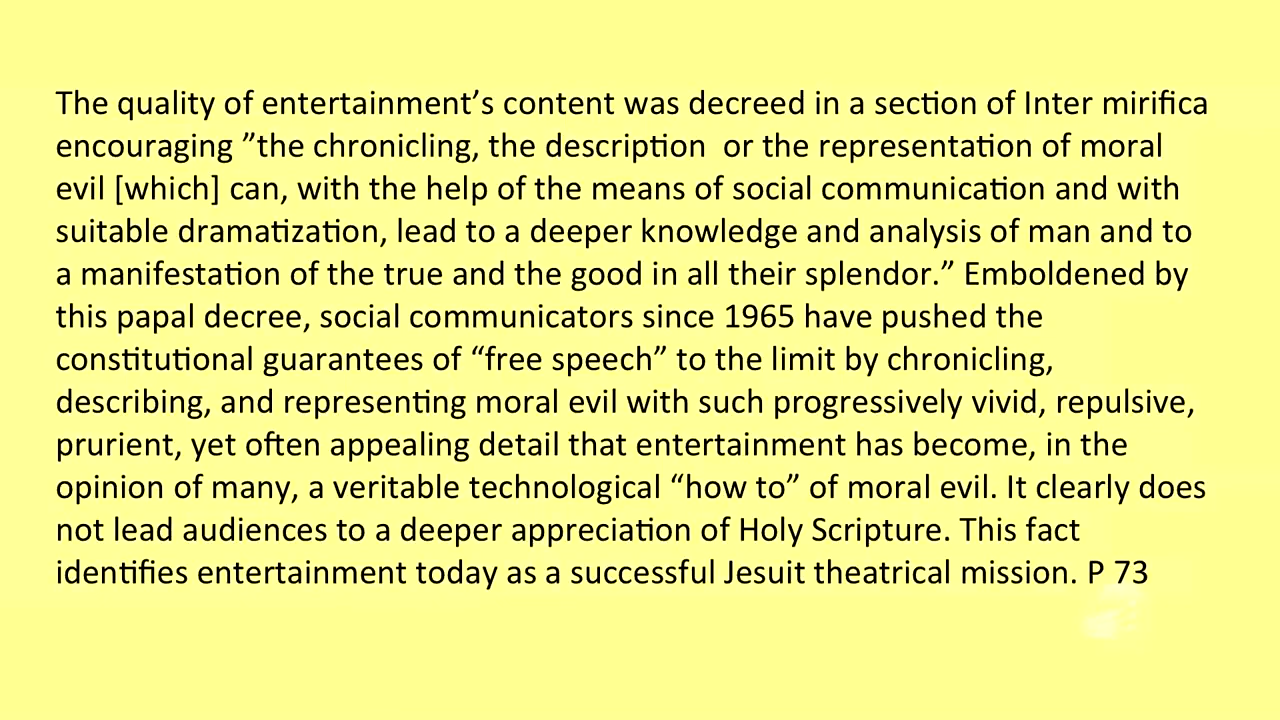 The quality of entertainment’s content was decreed in a section of Inter mirifica
encouraging ”the chronicling, the description  or the representation of moral
evil [which] can, with the help of the means of social communication and with
suitable dramatization, lead to a deeper knowledge and analysis of man and to
a manifestation of the true and the good in all their splendor.” Emboldened by
this papal decree, social communicators since 1965 have pushed the
constitutional guarantees of “free speech” to the limit by chronicling,
describing, and representing moral evil with such progressively vivid, repulsive,
prurient, yet often appealing detail that entertainment has become, in the
opinion of many, a veritable technological “how to” of moral evil. It clearly does
not lead audiences to a deeper appreciation of Holy Scripture. This fact
identifies entertainment today as a successful Jesuit theatrical mission. P 73